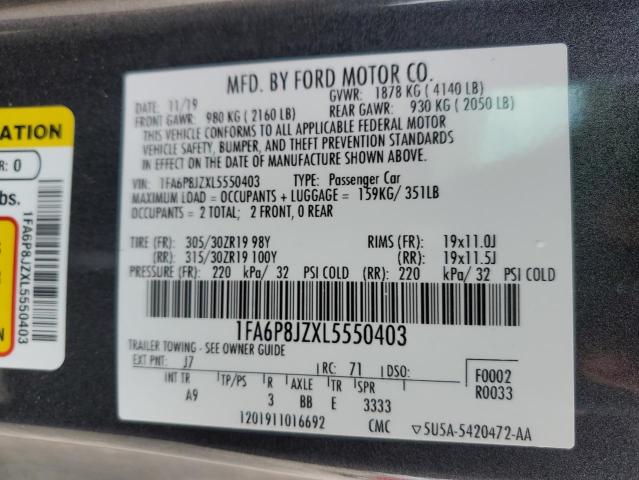 MFD. BY FORD MOTOR CO.
DATE: 11/19 GVWR: 1878 KG ( 4140 LB)
FRONT GAWR: 980 KG ( 2160 LB) REAR GAWR: 930 KG ( 2050 LB)
THIS VEHICLE CONFORMS TO ALL APPLICABLE FEDERAL MOTOR
VEHICLE SAFETY, BUMPER, AND THEFT PREVENTION STANDARDS
IN EFFECT ON THE DATE OF MANUFACTURE SHOWN ABOVE.
VIN: 1FA6P8JZXL5550403 TYPE: Passenger Car
MAXIMUM LOAD = OCCUPANTS + LUGGAGE = 159KG/ 351LB
OCCUPANTS = 2 TOTAL: 2 FRONT, 0 REAR
TIRE (FR): 305/30ZR19 98Y RIMS (FR): 19x11.0J
(RR): 315/30ZR19 100Y (RR): 19x11.5J
PRESSURE (FR): 220 kPa/ 32 PSI COLD (RR): 220 kPa/ 32 PSI COLD
1FA6P8JZXL5550403
TRAILER TOWING - SEE OWNER GUIDE
EXT PNT: J7 RC: 71 DSO:
F0002
R0033
INT TR TP/PS R AXLE TR SPR
A9 3 BB E 3333
1201911016692 CMC ▽5U5A-5420472-AA
ATION
R: 0
bs.
1FA6P8JZXL5550403
N